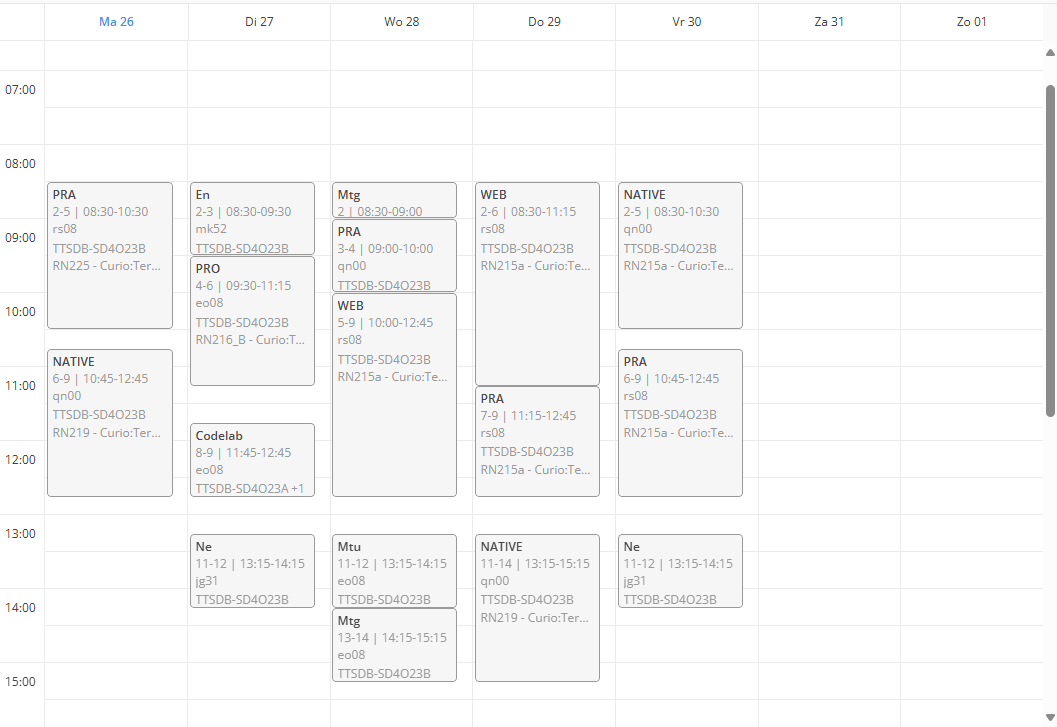 Ma 26
Di 27
Wo 28
Do 29
Vr 30
Za 31
Zo 01
07:00
08:00
09:00
10:00
11:00
12:00
13:00
14:00
15:00
PRA
2-5 | 08:30-10:30
rs08
TTSDB-SD4O23B
RN225 - Curio:Ter...
NATIVE
6-9 | 10:45-12:45
qn00
TTSDB-SD4O23B
RN219 - Curio:Ter...
En
2-3 | 08:30-09:30
mk52
TTSDB-SD4O23B
PRO
4-6 | 09:30-11:15
eo08
TTSDB-SD4O23B
RN216_B - Curio:T...
Codelab
8-9 | 11:45-12:45
eo08
TTSDB-SD4O23A +1
Ne
11-12 | 13:15-14:15
jg31
TTSDB-SD4O23B
Mtg
2 | 08:30-09:00
PRA
3-4 | 09:00-10:00
qn00
TTSDB-SD4O23B
WEB
5-9 | 10:00-12:45
rs08
TTSDB-SD4O23B
RN215a - Curio:Te...
Mtu
11-12 | 13:15-14:15
eo08
TTSDB-SD4O23B
Mtg
13-14 | 14:15-15:15
eo08
TTSDB-SD4O23B
WEB
2-6 | 08:30-11:15
rs08
TTSDB-SD4O23B
RN215a - Curio:Te...
PRA
7-9 | 11:15-12:45
rs08
TTSDB-SD4O23B
RN215a - Curio:Te...
NATIVE
11-14 | 13:15-15:15
qn00
TTSDB-SD4O23B
RN219 - Curio:Ter...
NATIVE
2-5 | 08:30-10:30
qn00
TTSDB-SD4O23B
RN215a - Curio:Te...
PRA
6-9 | 10:45-12:45
rs08
TTSDB-SD4O23B
RN215a - Curio:Te...
Ne
11-12 | 13:15-14:15
jg31
TTSDB-SD4O23B